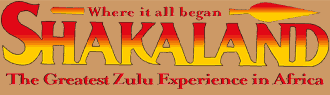 Where it all began
SHAKALAND
The Greatest Zulu Experience in Africa